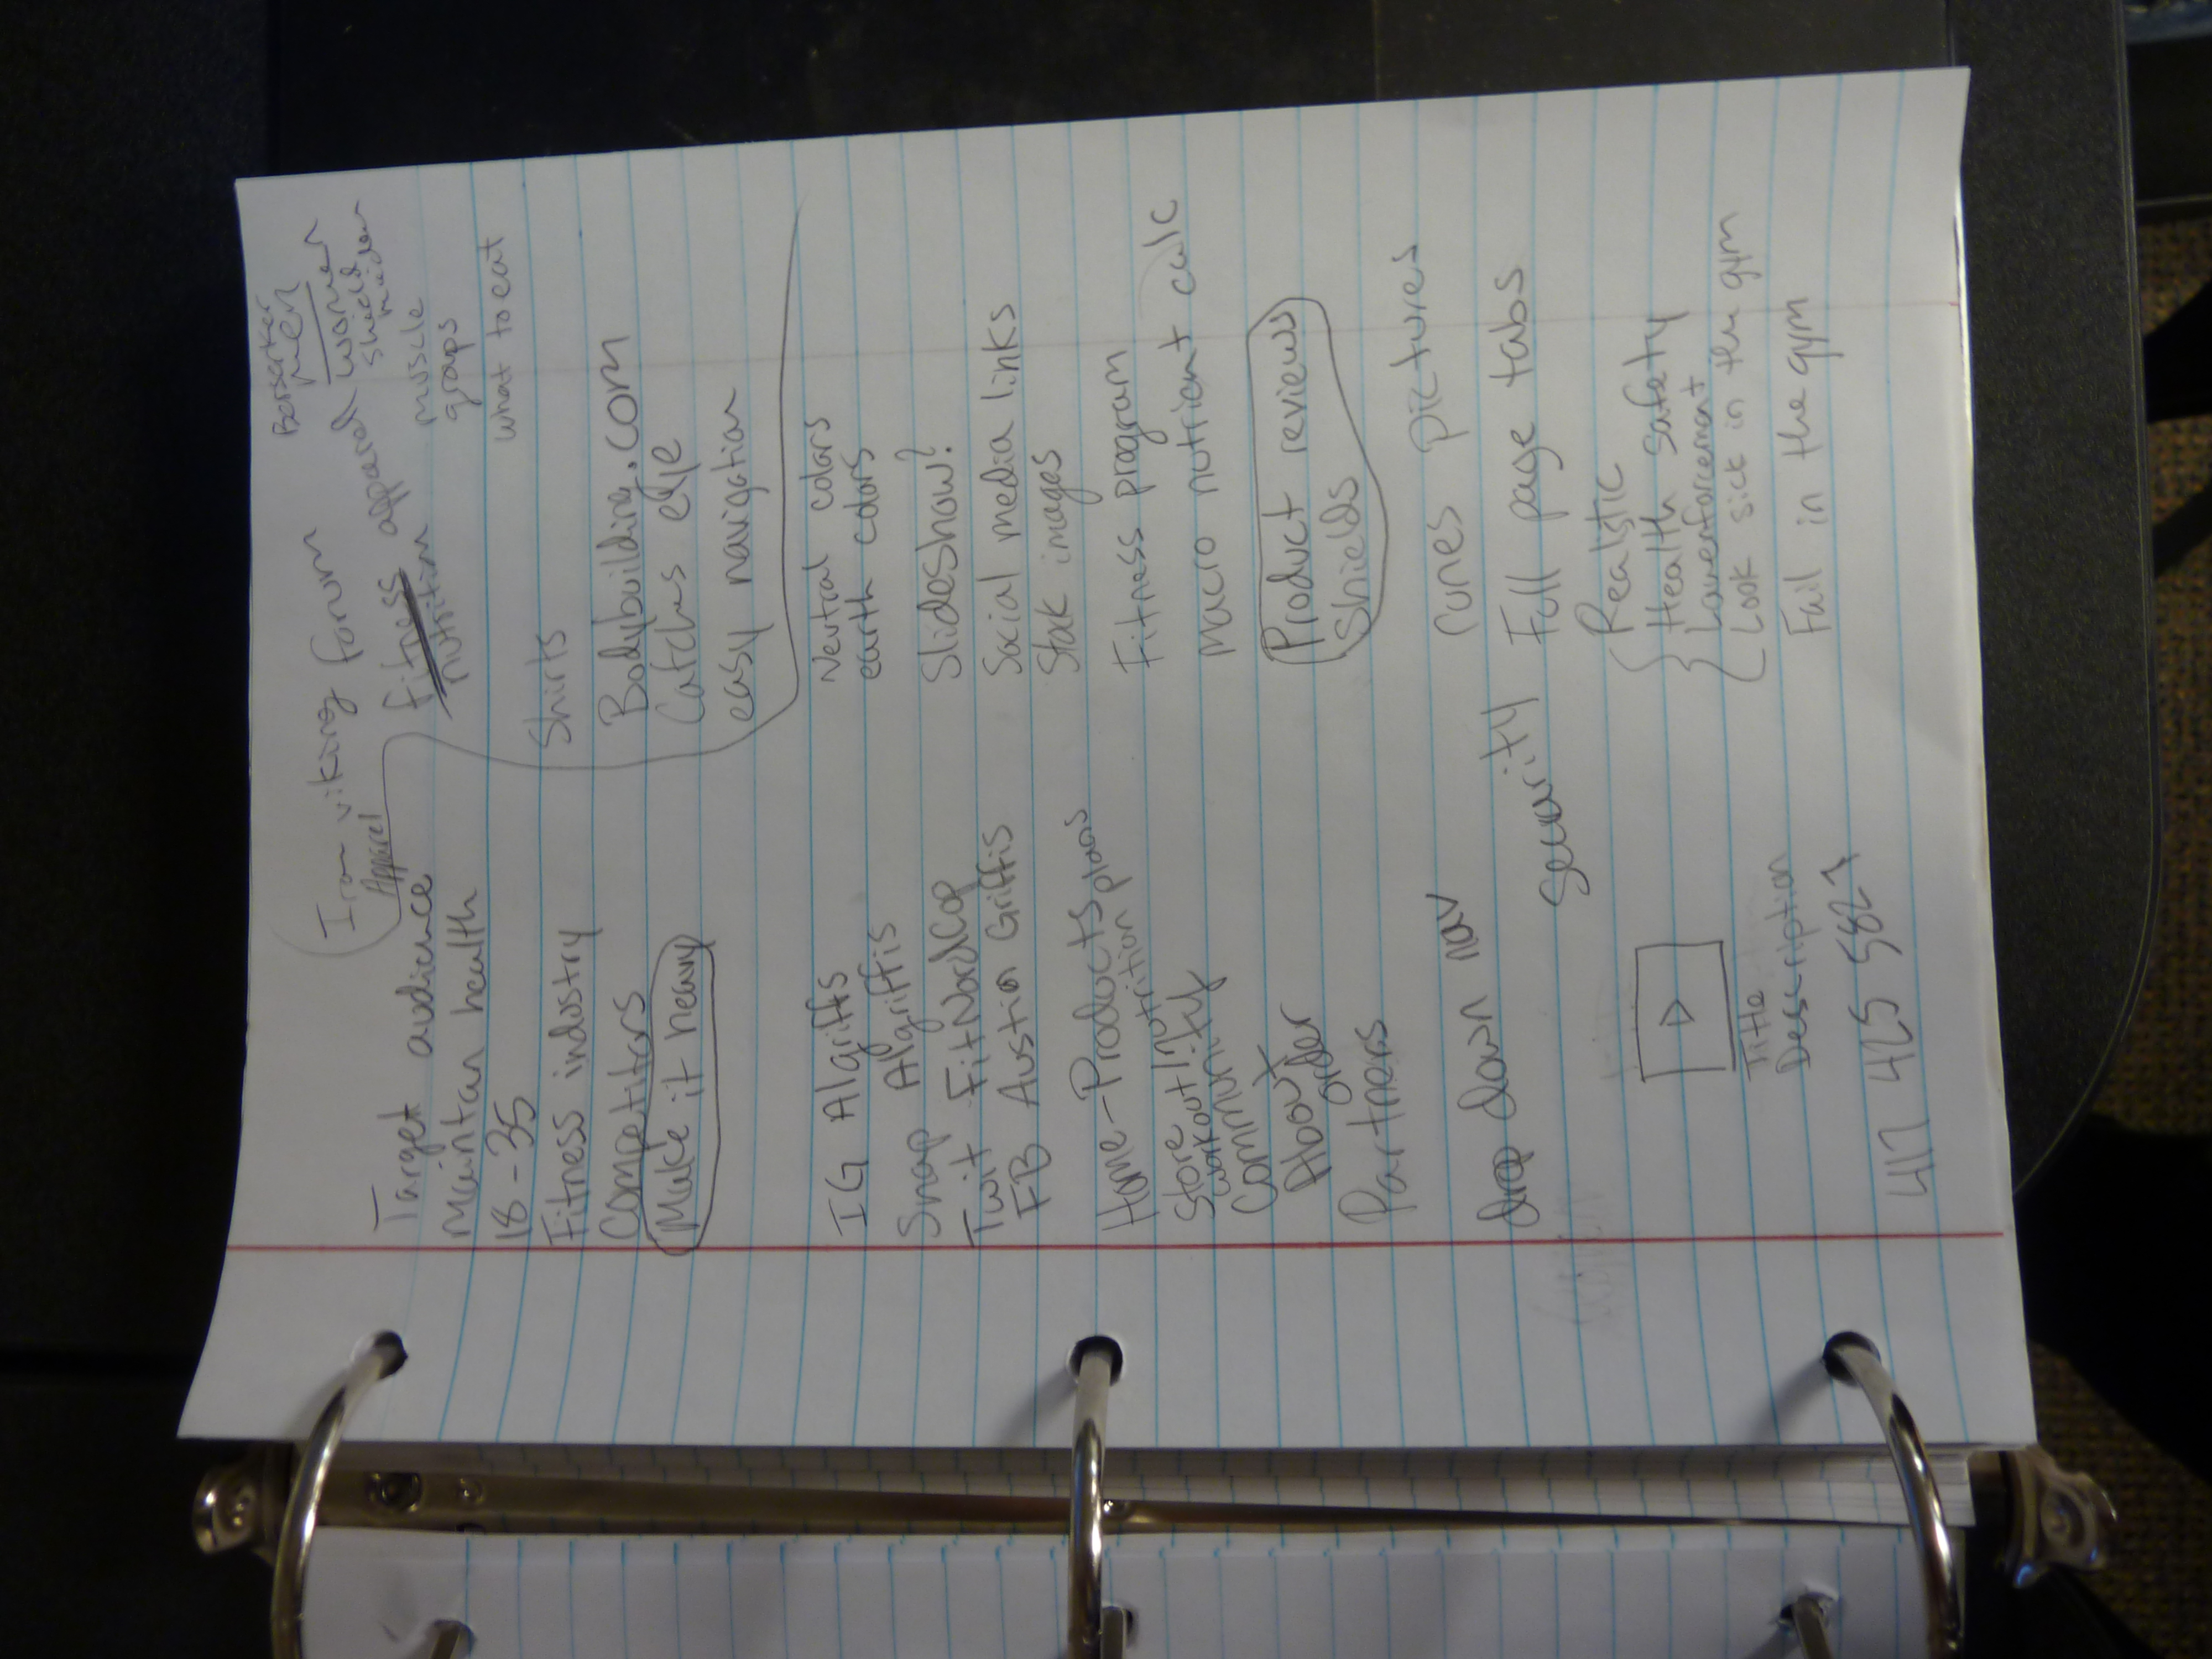 Iron viking forum
Apparel
Berserker
men
women
Shield
maiden
fitness apparel
nutrition
muscle
groups
what to eat
Target audience
maintan health
18-35
Fitness industry
Competitors
Make it heavy
Shirts
Bodybuilding.com
Catches eye
easy navigation
IG Algriffs
Snap Algriffis
Twit FitNordCop
FB Austin Griffis
Home-Products
Store
workout/nutrition plans
Community
About
order
Partners
drop down nav
Security
Title
Description
417 425 5827
Neutral colors
earth colors
Slideshow?
Social media links
Stock images
Fitness program
Macro nutrient calc
Product reviews
Shields
runes pictures
Full page tabs
Realistic
Health safety
Lawenforcement
Look sick in the gym
Fail in the gym